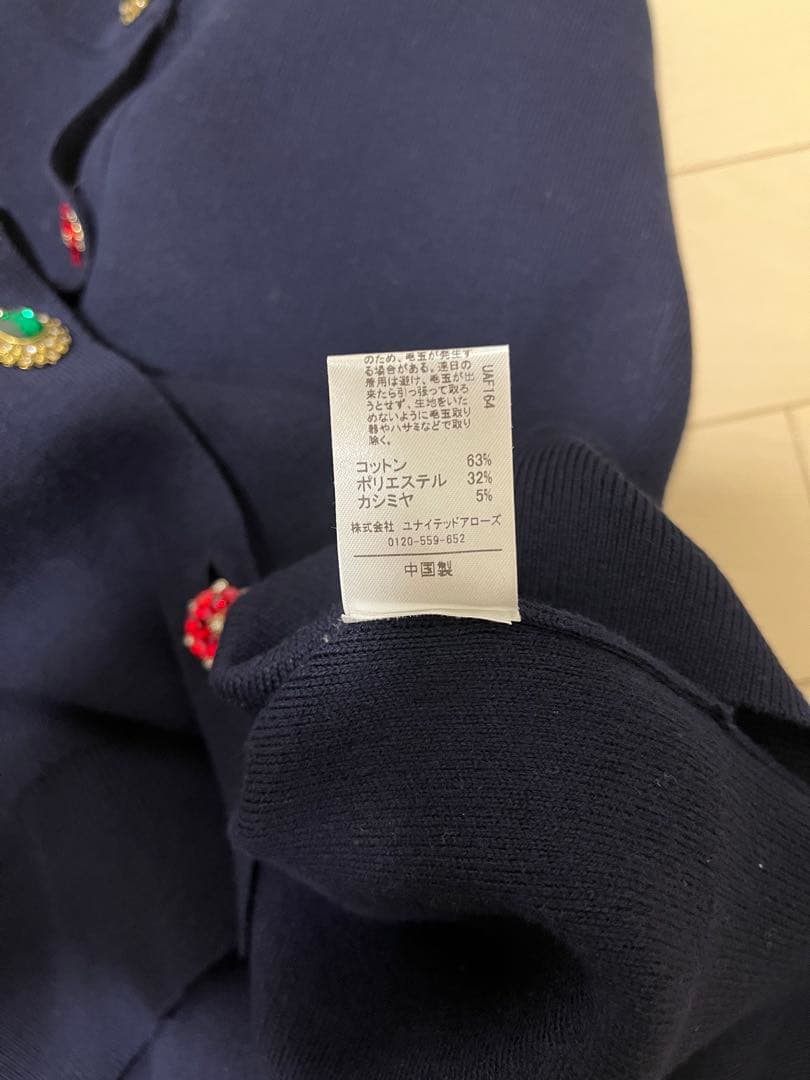 のため、毛玉が発生す
る場合がある。連日の
着用は避け、毛玉が出
来たら引っ張って取ろ
うとせず、生地をいた
めないように毛玉取り
器やハサミなどで取り
除く。
UAF164
コットン 63%
ポリエステル 32%
カシミヤ 5%
株式会社 ユナイテッドアローズ
0120-559-652
中国製